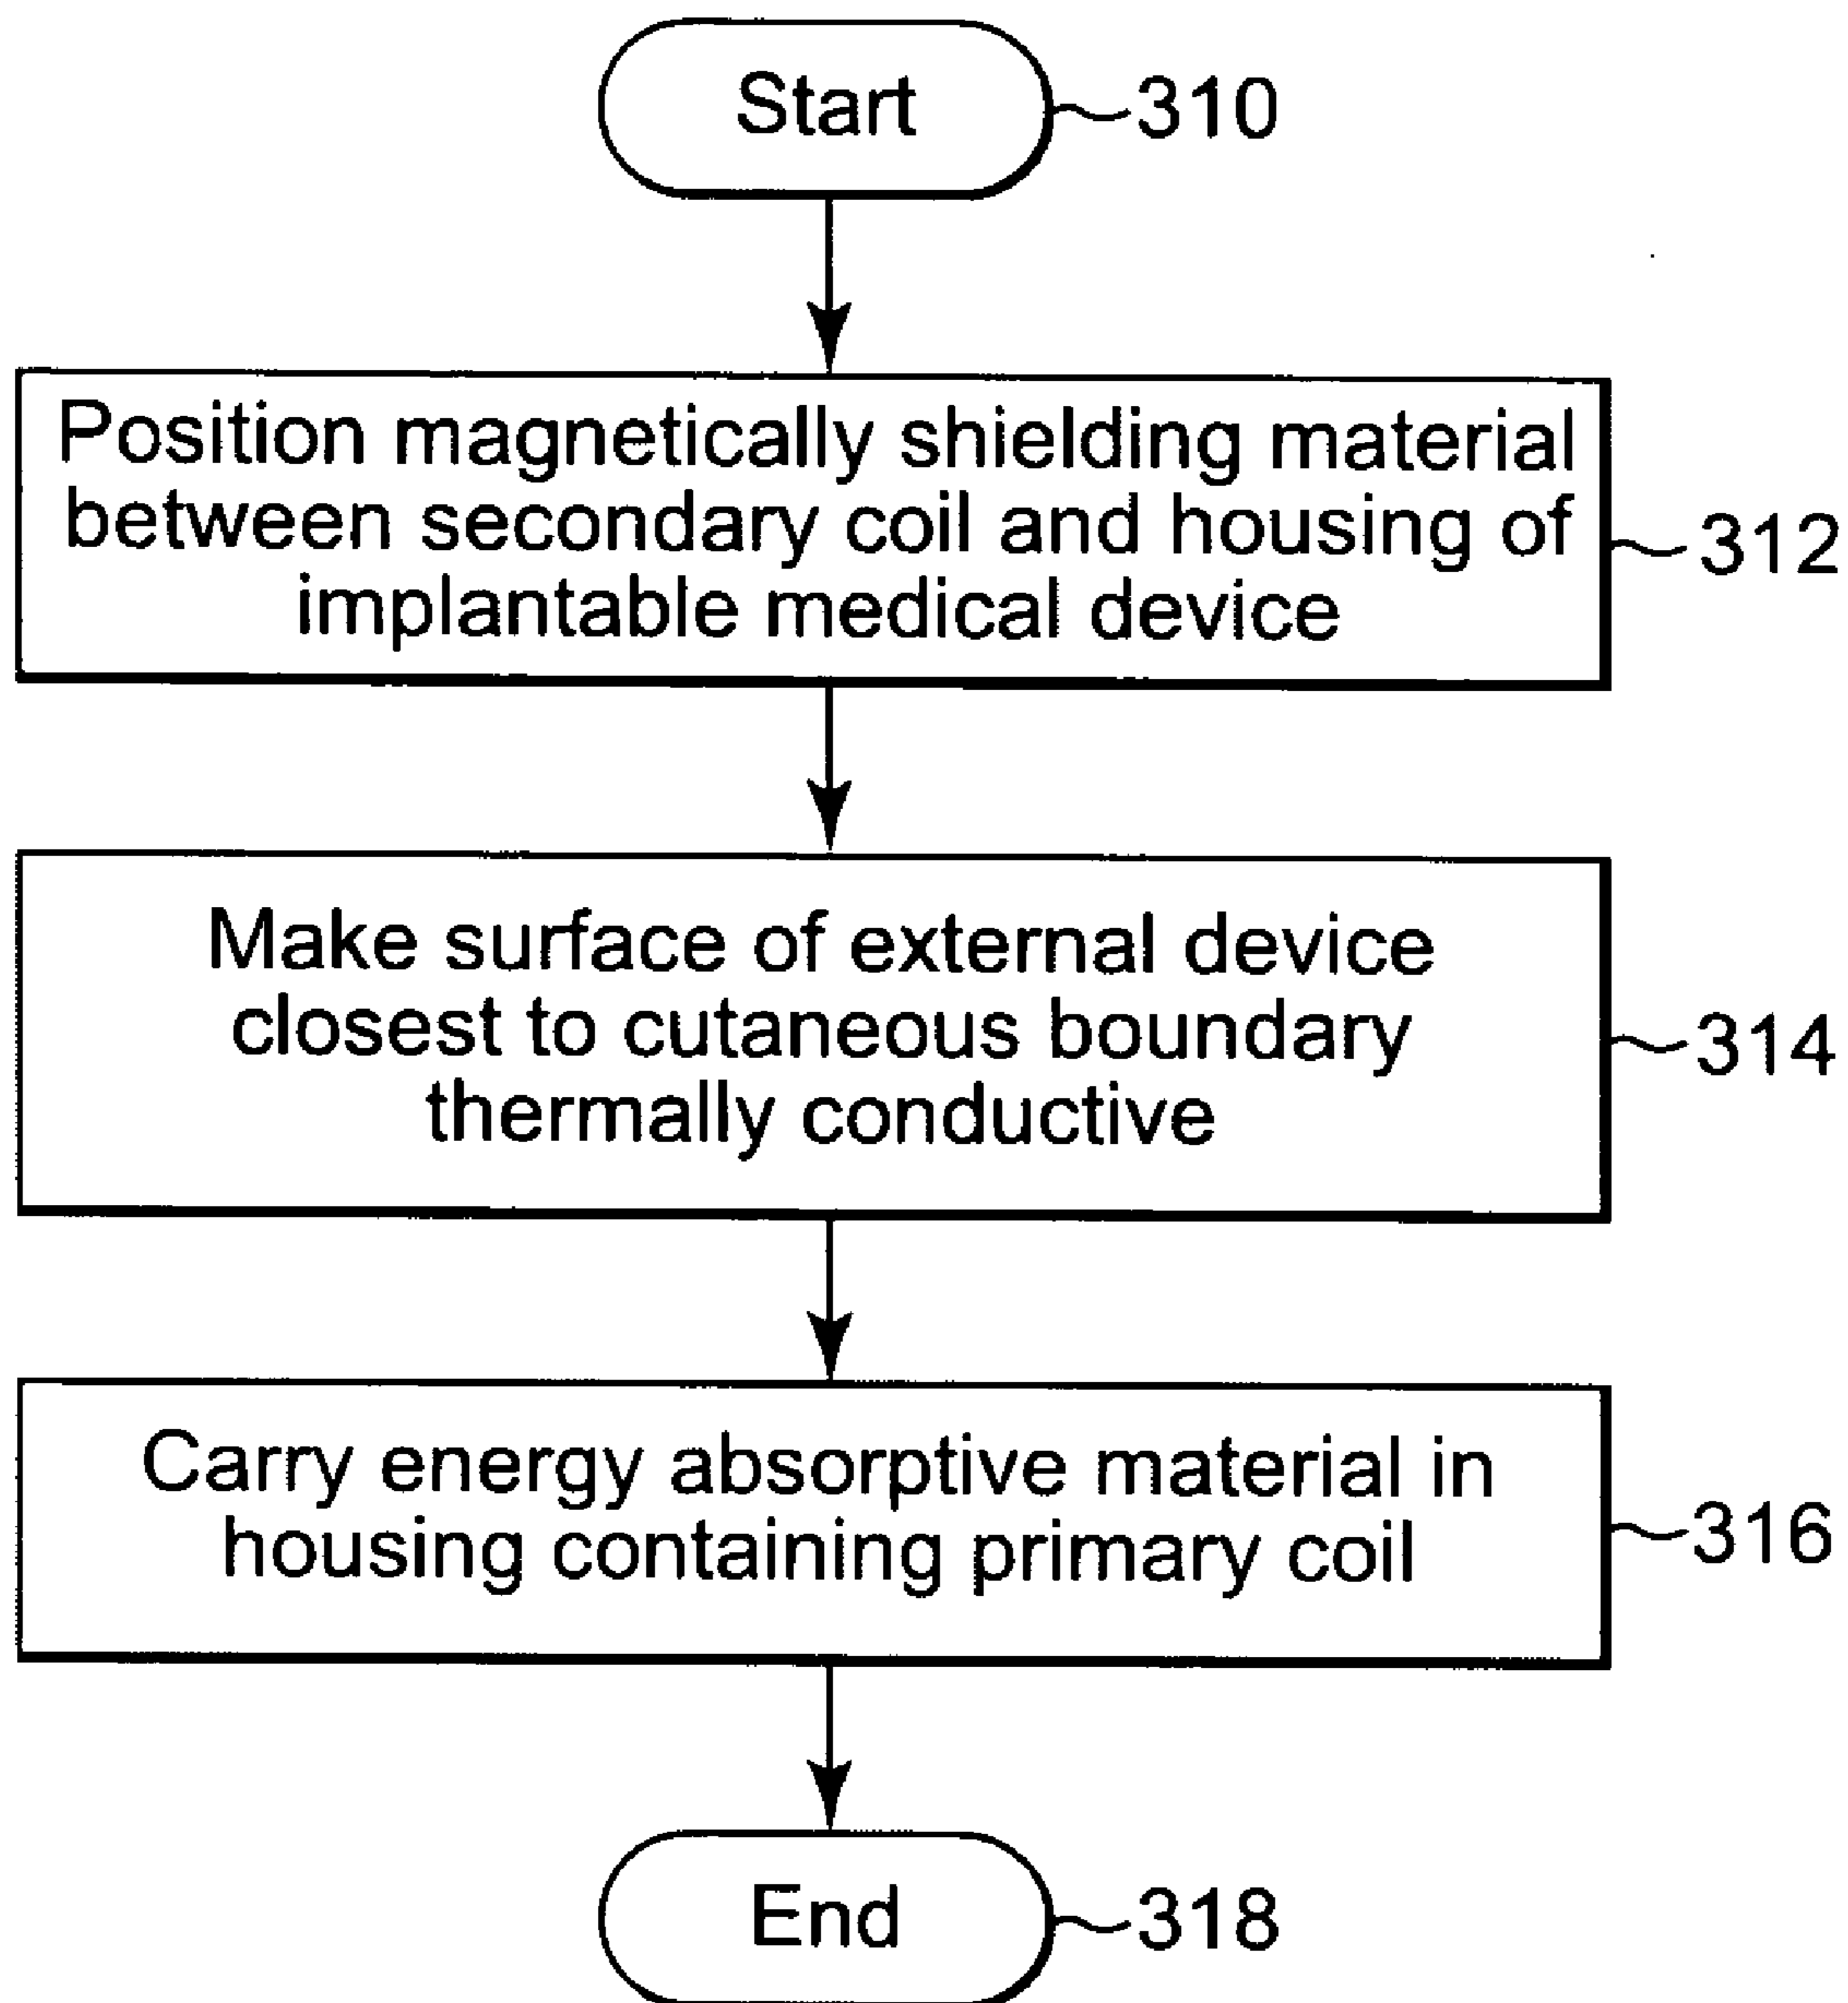 Start
310
Position magnetically shielding material
between secondary coil and housing of
implantable medical device
312
Make surface of external device
closest to cutaneous boundary
thermally conductive
314
Carry energy absorptive material in
housing containing primary coil
316
End
318